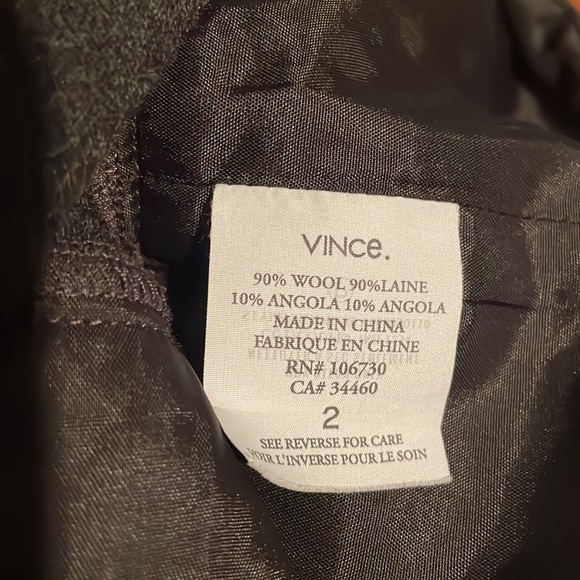 VINce.
90% WOOL 90%LAINE
10% ANGOLA 10% ANGOLA
MADE IN CHINA
FABRIQUE EN CHINE
RN# 106730
CA# 34460
2
SEE REVERSE FOR CARE
VOIR L'INVERSE POUR LE SOIN